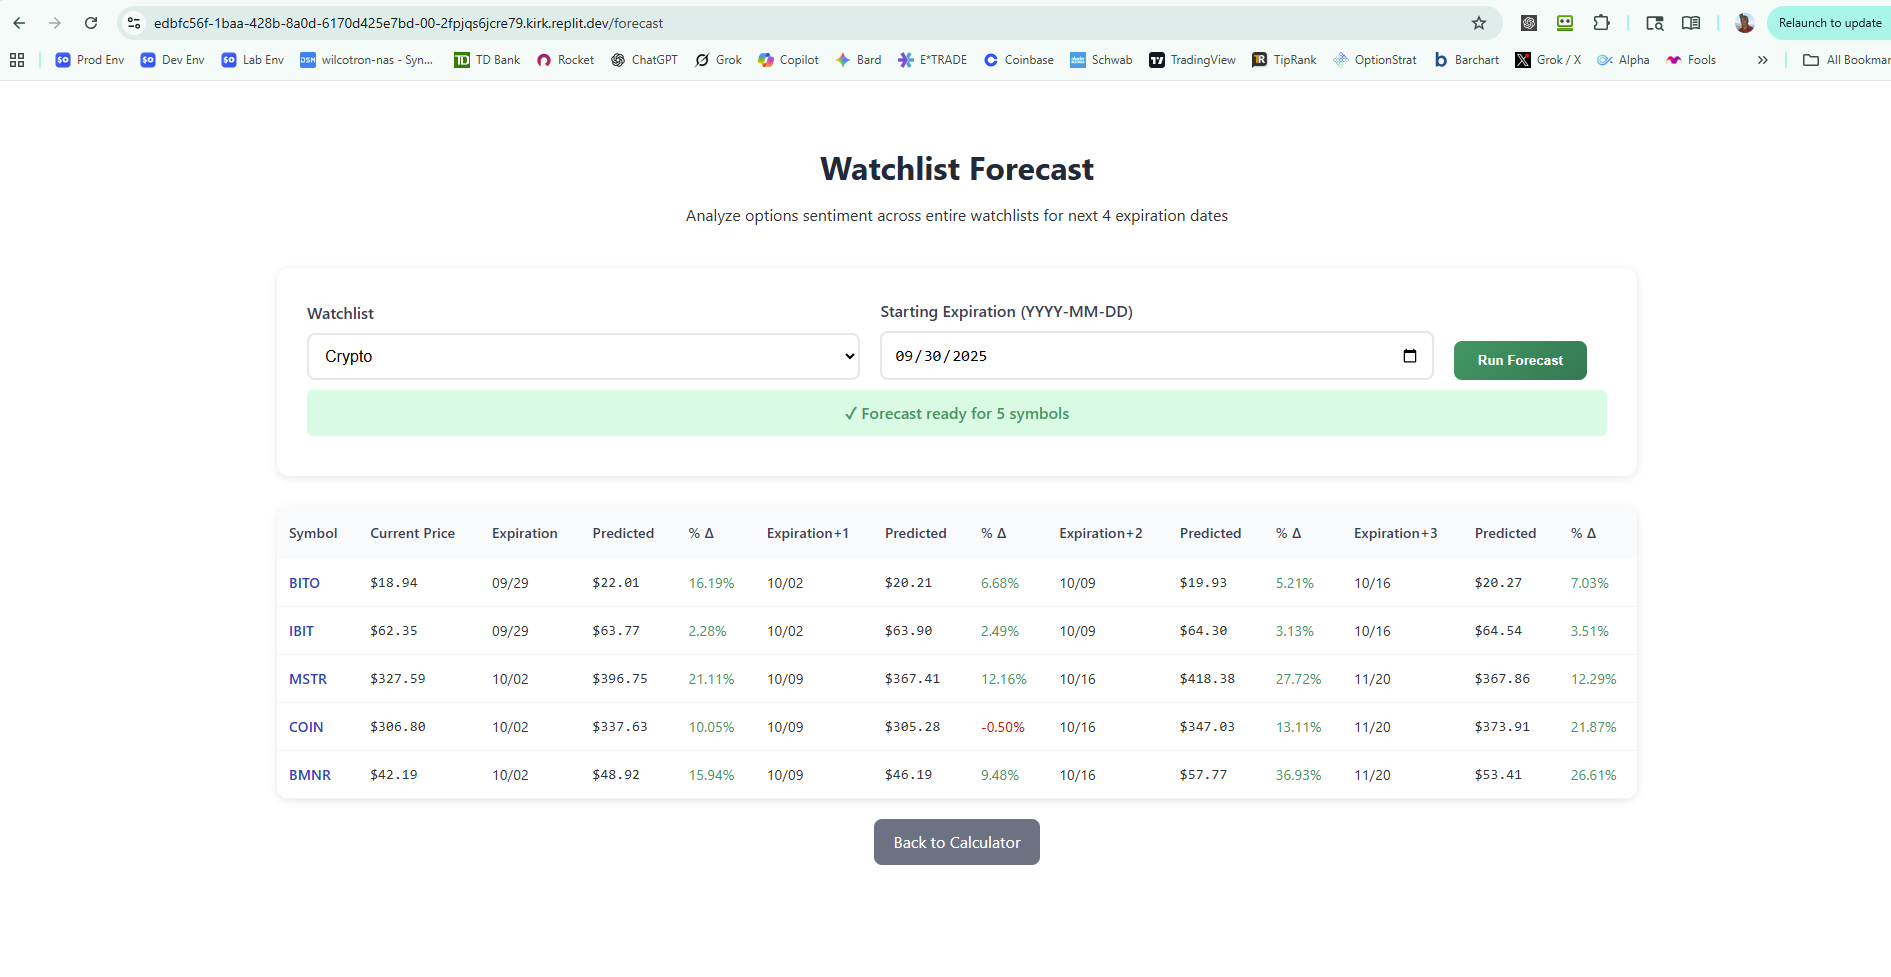 edbfc56f-1baa-428b-8a0d-6170d425e7bd-00-2fpjqs6jcre79.kirk.replit.dev/forecast
Relaunch to update
Prod Env Dev Env Lab Env DSM wilcotron-nas - Syn... TD TD Bank Rocket ChatGPT Grok Copilot Bard E*TRADE Coinbase Schwab TradingView TR TipRank OptionStrat b Barchart X Grok / X Alpha Fools » All Bookmar
Watchlist Forecast
Analyze options sentiment across entire watchlists for next 4 expiration dates
Watchlist Starting Expiration (YYYY-MM-DD)
Crypto 09/30/2025 Run Forecast
✓ Forecast ready for 5 symbols
Symbol Current Price Expiration Predicted % Δ Expiration+1 Predicted % Δ Expiration+2 Predicted % Δ Expiration+3 Predicted % Δ
BITO $18.94 09/29 $22.01 16.19% 10/02 $20.21 6.68% 10/09 $19.93 5.21% 10/16 $20.27 7.03%
IBIT $62.35 09/29 $63.77 2.28% 10/02 $63.90 2.49% 10/09 $64.30 3.13% 10/16 $64.54 3.51%
MSTR $327.59 10/02 $396.75 21.11% 10/09 $367.41 12.16% 10/16 $418.38 27.72% 11/20 $367.86 12.29%
COIN $306.80 10/02 $337.63 10.05% 10/09 $305.28 -0.50% 10/16 $347.03 13.11% 11/20 $373.91 21.87%
BMNR $42.19 10/02 $48.92 15.94% 10/09 $46.19 9.48% 10/16 $57.77 36.93% 11/20 $53.41 26.61%
Back to Calculator